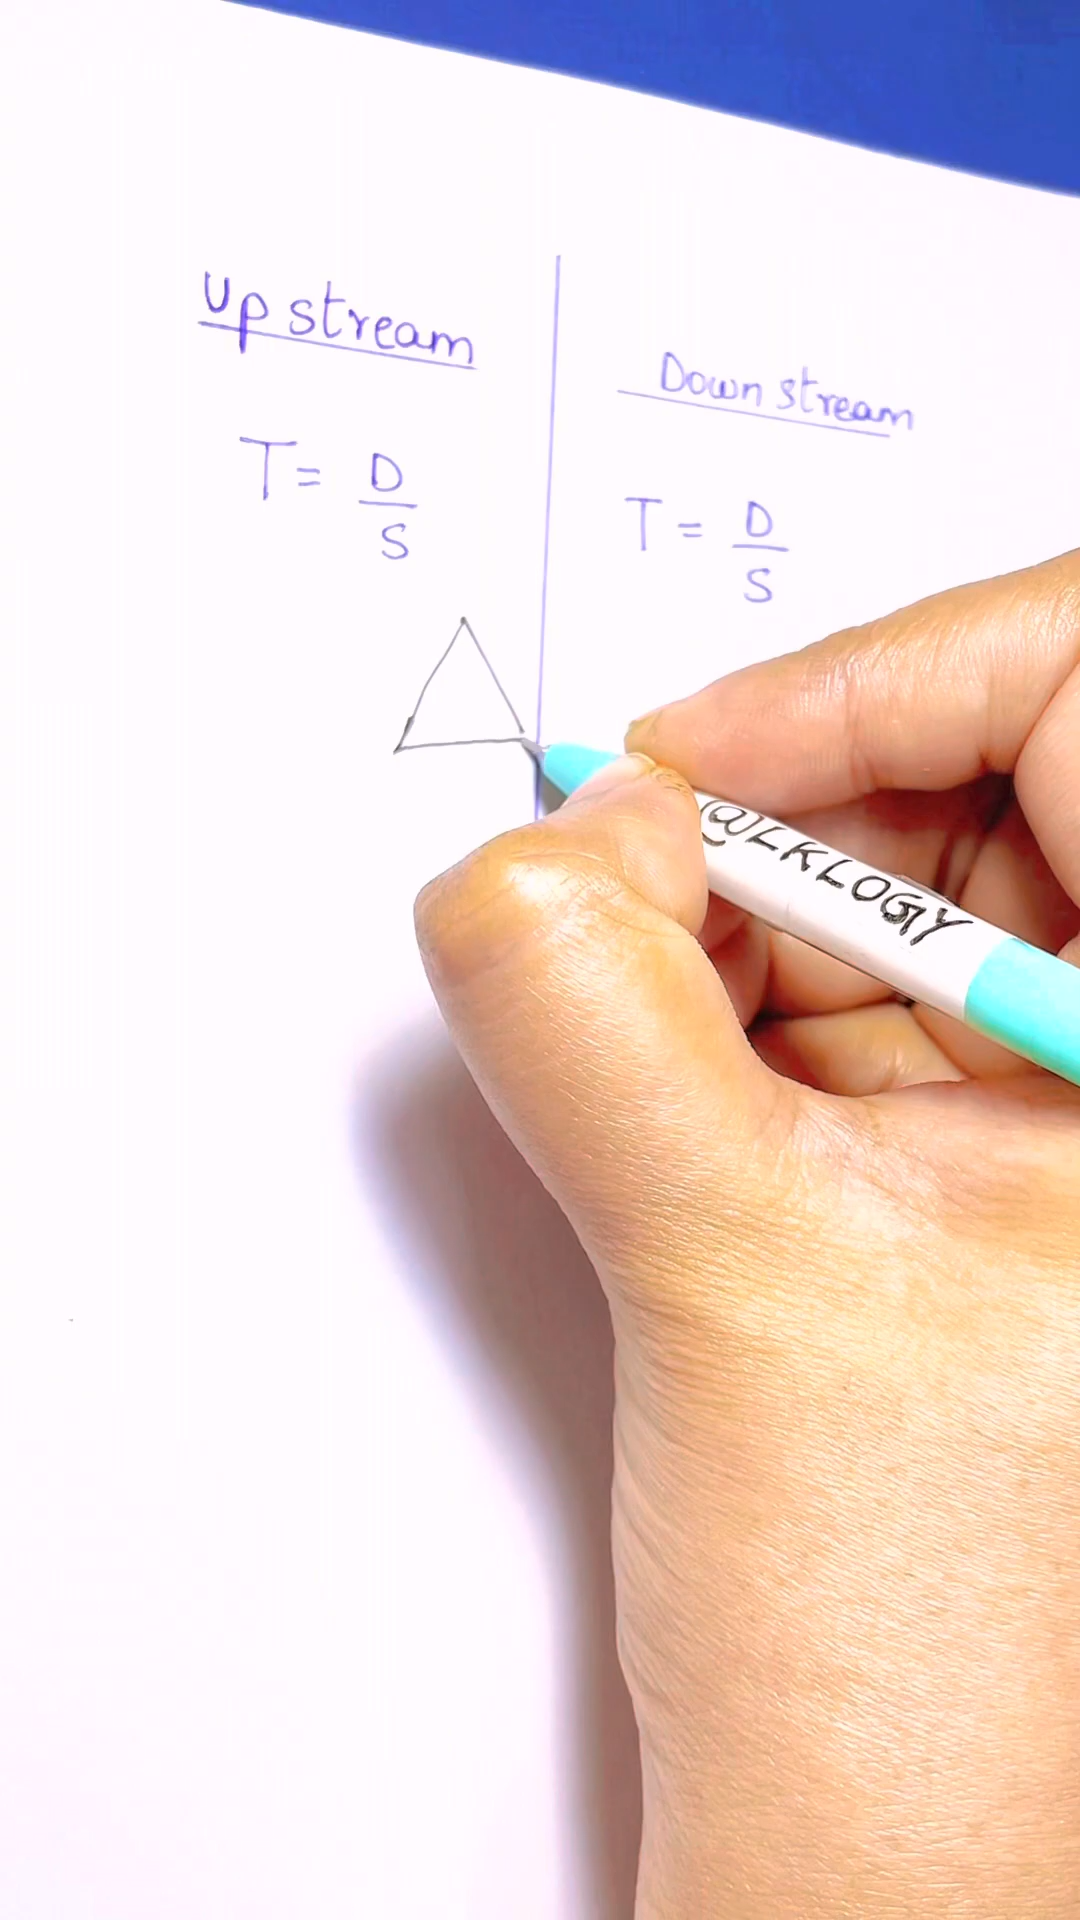 Up stream
T = D/S
Down stream
T = D/S
@LKLOGY